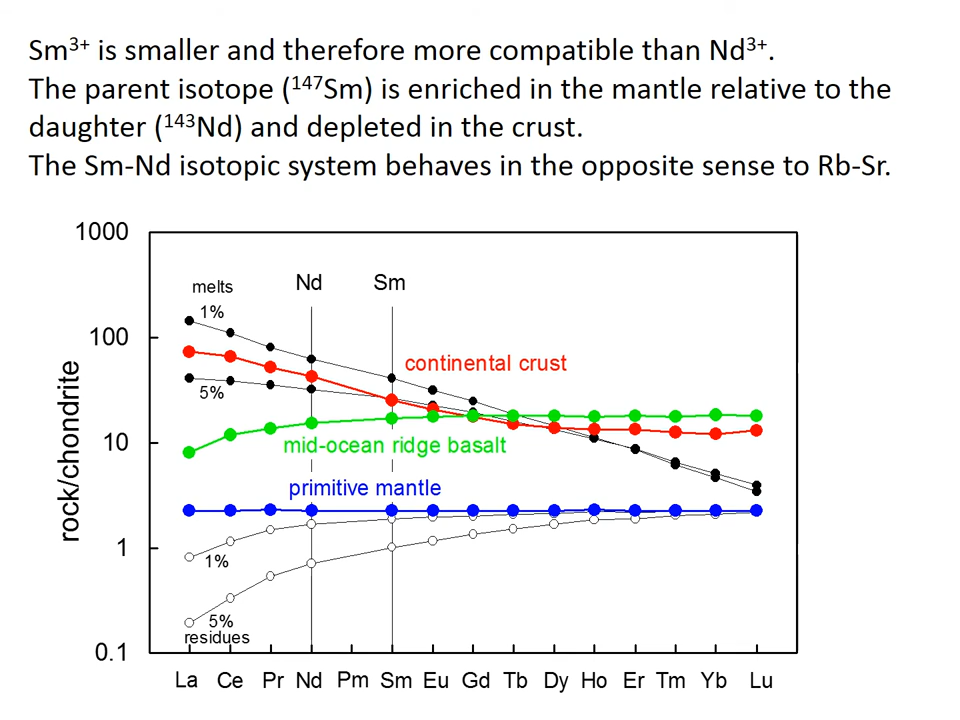 Sm³⁺ is smaller and therefore more compatible than Nd³⁺.
The parent isotope (¹⁴⁷Sm) is enriched in the mantle relative to the
daughter (¹⁴³Nd) and depleted in the crust.
The Sm-Nd isotopic system behaves in the opposite sense to Rb-Sr.
1000
100
10
1
0.1
rock/chondrite
melts
1%
5%
Nd
Sm
continental crust
mid-ocean ridge basalt
primitive mantle
1%
5%
residues
La Ce Pr Nd Pm Sm Eu Gd Tb Dy Ho Er Tm Yb Lu